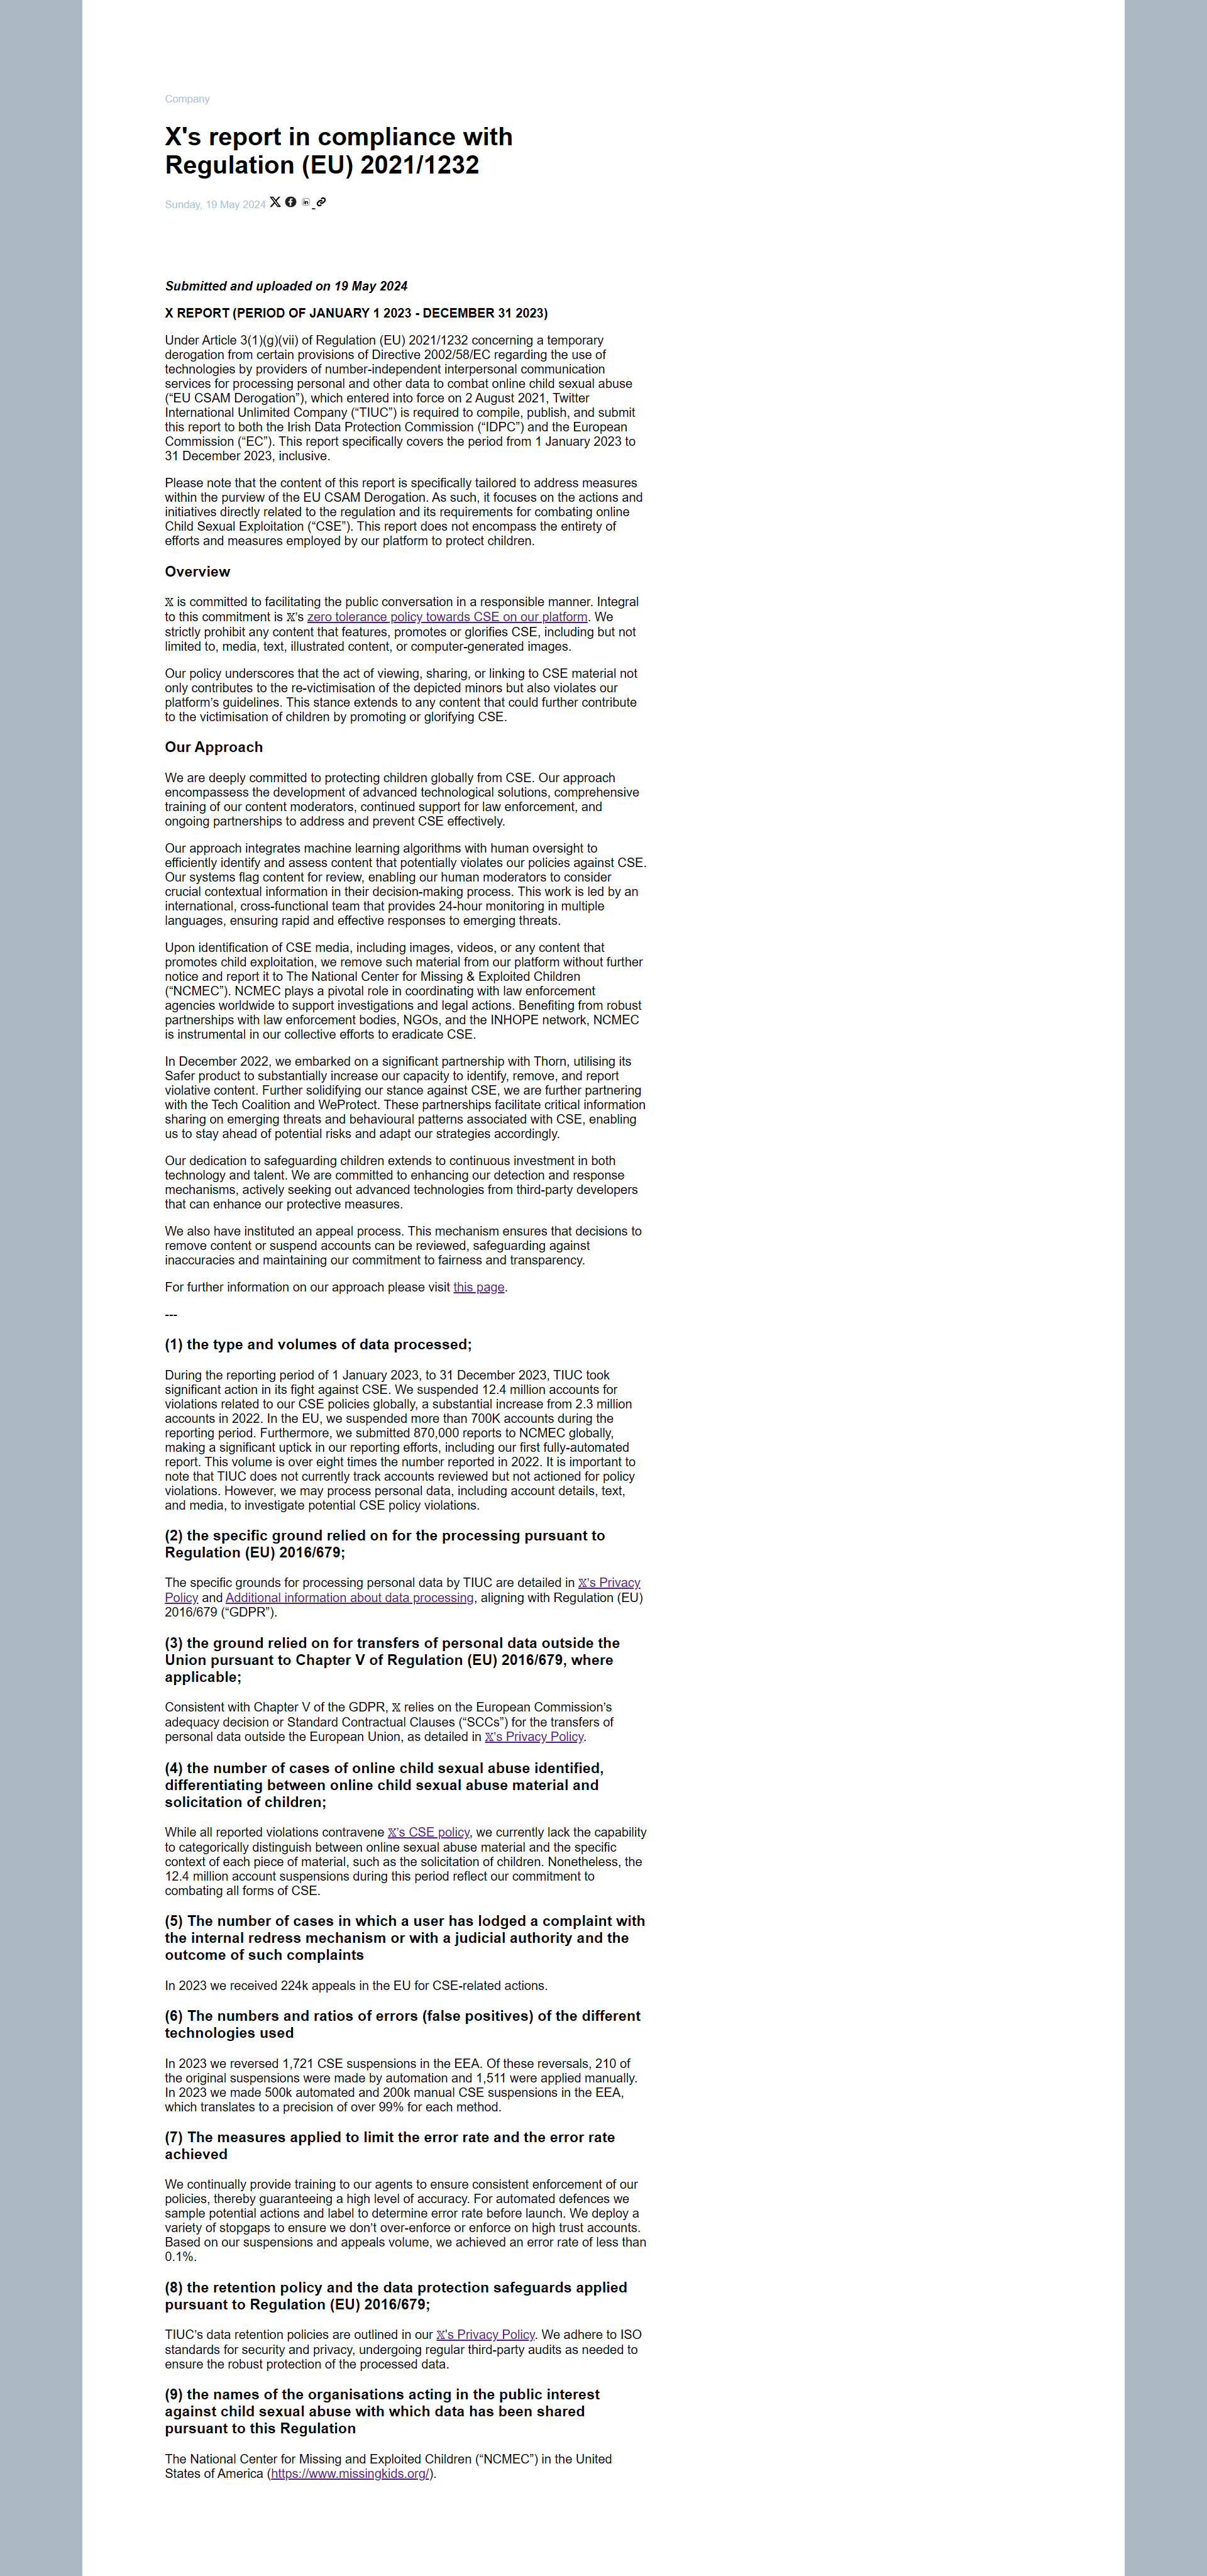 Company
X's report in compliance with
Regulation (EU) 2021/1232
Sunday, 19 May 2024
Submitted and uploaded on 19 May 2024
X REPORT (PERIOD OF JANUARY 1 2023 - DECEMBER 31 2023)
Under Article 3(1)(g)(vii) of Regulation (EU) 2021/1232 concerning a temporary
derogation from certain provisions of Directive 2002/58/EC regarding the use of
technologies by providers of number-independent interpersonal communication
services for processing personal and other data to combat online child sexual abuse
(“EU CSAM Derogation”), which entered into force on 2 August 2021, Twitter
International Unlimited Company (“TIUC”) is required to compile, publish, and submit
this report to both the Irish Data Protection Commission (“IDPC”) and the European
Commission (“EC”). This report specifically covers the period from 1 January 2023 to
31 December 2023, inclusive.
Please note that the content of this report is specifically tailored to address measures
within the purview of the EU CSAM Derogation. As such, it focuses on the actions and
initiatives directly related to the regulation and its requirements for combating online
Child Sexual Exploitation (“CSE”). This report does not encompass the entirety of
efforts and measures employed by our platform to protect children.
Overview
𝕏 is committed to facilitating the public conversation in a responsible manner. Integral
to this commitment is 𝕏’s zero tolerance policy towards CSE on our platform. We
strictly prohibit any content that features, promotes or glorifies CSE, including but not
limited to, media, text, illustrated content, or computer-generated images.
Our policy underscores that the act of viewing, sharing, or linking to CSE material not
only contributes to the re-victimisation of the depicted minors but also violates our
platform’s guidelines. This stance extends to any content that could further contribute
to the victimisation of children by promoting or glorifying CSE.
Our Approach
We are deeply committed to protecting children globally from CSE. Our approach
encompassess the development of advanced technological solutions, comprehensive
training of our content moderators, continued support for law enforcement, and
ongoing partnerships to address and prevent CSE effectively.
Our approach integrates machine learning algorithms with human oversight to
efficiently identify and assess content that potentially violates our policies against CSE.
Our systems flag content for review, enabling our human moderators to consider
crucial contextual information in their decision-making process. This work is led by an
international, cross-functional team that provides 24-hour monitoring in multiple
languages, ensuring rapid and effective responses to emerging threats.
Upon identification of CSE media, including images, videos, or any content that
promotes child exploitation, we remove such material from our platform without further
notice and report it to The National Center for Missing & Exploited Children
(“NCMEC”). NCMEC plays a pivotal role in coordinating with law enforcement
agencies worldwide to support investigations and legal actions. Benefiting from robust
partnerships with law enforcement bodies, NGOs, and the INHOPE network, NCMEC
is instrumental in our collective efforts to eradicate CSE.
In December 2022, we embarked on a significant partnership with Thorn, utilising its
Safer product to substantially increase our capacity to identify, remove, and report
violative content. Further solidifying our stance against CSE, we are further partnering
with the Tech Coalition and WeProtect. These partnerships facilitate critical information
sharing on emerging threats and behavioural patterns associated with CSE, enabling
us to stay ahead of potential risks and adapt our strategies accordingly.
Our dedication to safeguarding children extends to continuous investment in both
technology and talent. We are committed to enhancing our detection and response
mechanisms, actively seeking out advanced technologies from third-party developers
that can enhance our protective measures.
We also have instituted an appeal process. This mechanism ensures that decisions to
remove content or suspend accounts can be reviewed, safeguarding against
inaccuracies and maintaining our commitment to fairness and transparency.
For further information on our approach please visit this page.
---
(1) the type and volumes of data processed;
During the reporting period of 1 January 2023, to 31 December 2023, TIUC took
significant action in its fight against CSE. We suspended 12.4 million accounts for
violations related to our CSE policies globally, a substantial increase from 2.3 million
accounts in 2022. In the EU, we suspended more than 700K accounts during the
reporting period. Furthermore, we submitted 870,000 reports to NCMEC globally,
making a significant uptick in our reporting efforts, including our first fully-automated
report. This volume is over eight times the number reported in 2022. It is important to
note that TIUC does not currently track accounts reviewed but not actioned for policy
violations. However, we may process personal data, including account details, text,
and media, to investigate potential CSE policy violations.
(2) the specific ground relied on for the processing pursuant to
Regulation (EU) 2016/679;
The specific grounds for processing personal data by TIUC are detailed in 𝕏’s Privacy
Policy and Additional information about data processing, aligning with Regulation (EU)
2016/679 (“GDPR”).
(3) the ground relied on for transfers of personal data outside the
Union pursuant to Chapter V of Regulation (EU) 2016/679, where
applicable;
Consistent with Chapter V of the GDPR, 𝕏 relies on the European Commission’s
adequacy decision or Standard Contractual Clauses (“SCCs”) for the transfers of
personal data outside the European Union, as detailed in 𝕏’s Privacy Policy.
(4) the number of cases of online child sexual abuse identified,
differentiating between online child sexual abuse material and
solicitation of children;
While all reported violations contravene 𝕏’s CSE policy, we currently lack the capability
to categorically distinguish between online sexual abuse material and the specific
context of each piece of material, such as the solicitation of children. Nonetheless, the
12.4 million account suspensions during this period reflect our commitment to
combating all forms of CSE.
(5) The number of cases in which a user has lodged a complaint with
the internal redress mechanism or with a judicial authority and the
outcome of such complaints
In 2023 we received 224k appeals in the EU for CSE-related actions.
(6) The numbers and ratios of errors (false positives) of the different
technologies used
In 2023 we reversed 1,721 CSE suspensions in the EEA. Of these reversals, 210 of
the original suspensions were made by automation and 1,511 were applied manually.
In 2023 we made 500k automated and 200k manual CSE suspensions in the EEA,
which translates to a precision of over 99% for each method.
(7) The measures applied to limit the error rate and the error rate
achieved
We continually provide training to our agents to ensure consistent enforcement of our
policies, thereby guaranteeing a high level of accuracy. For automated defences we
sample potential actions and label to determine error rate before launch. We deploy a
variety of stopgaps to ensure we don’t over-enforce or enforce on high trust accounts.
Based on our suspensions and appeals volume, we achieved an error rate of less than
0.1%.
(8) the retention policy and the data protection safeguards applied
pursuant to Regulation (EU) 2016/679;
TIUC’s data retention policies are outlined in our 𝕏’s Privacy Policy. We adhere to ISO
standards for security and privacy, undergoing regular third-party audits as needed to
ensure the robust protection of the processed data.
(9) the names of the organisations acting in the public interest
against child sexual abuse with which data has been shared
pursuant to this Regulation
The National Center for Missing and Exploited Children (“NCMEC”) in the United
States of America (https://www.missingkids.org/).